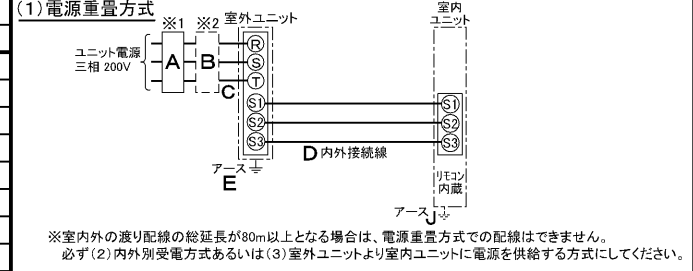 (1)電源重畳方式
※1
※2
室外ユニット
室内
ユニット
ユニット電源
三相 200V
A
B
C
R
S
T
S1
S2
S3
S1
S2
S3
D 内外接続線
アース
E
リモコン
内蔵
アース J
※室内外の渡り配線の総延長が80m以上となる場合は、電源重畳方式での配線はできません。
必ず(2)内外別受電方式あるいは(3)室外ユニットより室内ユニットに電源を供給する方式にしてください。